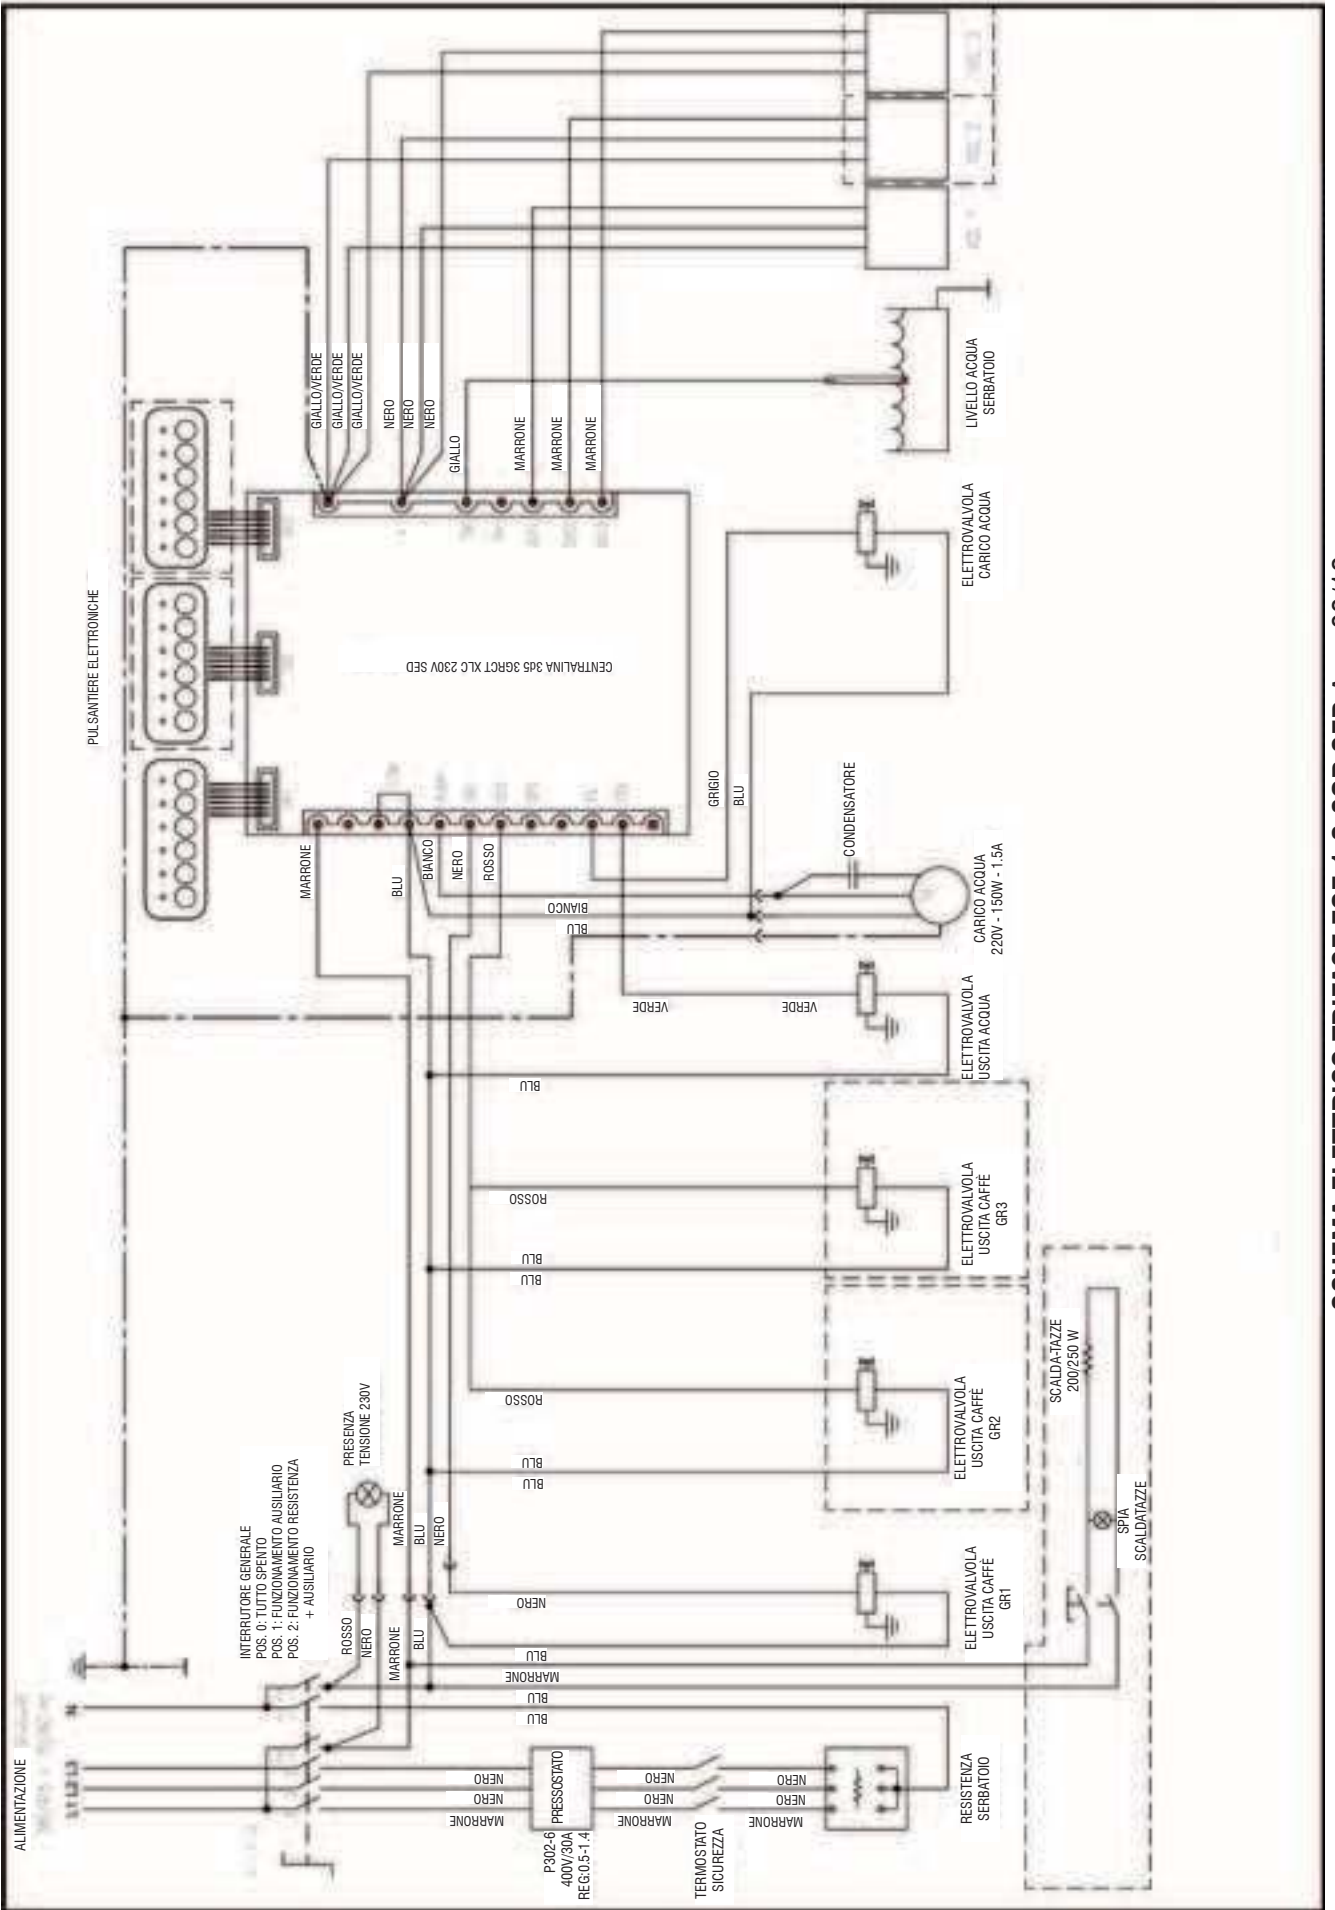 ALIMENTAZIONE
L1 L2 L3
N
INTERRUTORE GENERALE
POS. 0: TUTTO SPENTO
POS. 1: FUNZIONAMENTO AUSILIARIO
POS. 2: FUNZIONAMENTO RESISTENZA
+ AUSILIARIO
PRESENZA
TENSIONE 230V
ROSSO
NERO
MARRONE
BLU
MARRONE
BLU
NERO
PULSANTIERE ELETTRONICHE
CENTRALINA 3d5 3GRCT XLC 230V SED
MARRONE
BLU
BIANCO
NERO
ROSSO
GIALLO/VERDE
GIALLO/VERDE
GIALLO/VERDE
NERO
NERO
NERO
GIALLO
MARRONE
MARRONE
MARRONE
GRIGIO
BLU
BIANCO
BLU
CONDENSATORE
VERDE
VERDE
BLU
ROSSO
BLU
BLU
ROSSO
BLU
BLU
NERO
BLU
MARRONE
BLU
BLU
NERO
NERO
MARRONE
P302-6
400V/30A
REG:0.5-1.4
PRESSOSTATO
NERO
NERO
MARRONE
TERMOSTATO
SICUREZZA
NERO
NERO
MARRONE
RESISTENZA
SERBATOIO
ELETTROVALVOLA
USCITA CAFFÈ
GR1
ELETTROVALVOLA
USCITA CAFFÈ
GR2
ELETTROVALVOLA
USCITA CAFFÈ
GR3
ELETTROVALVOLA
USCITA ACQUA
CARICO ACQUA
220V - 150W - 1.5A
ELETTROVALVOLA
CARICO ACQUA
LIVELLO ACQUA
SERBATOIO
SCALDA-TAZZE
200/250 W
SPIA
SCALDATAZZE